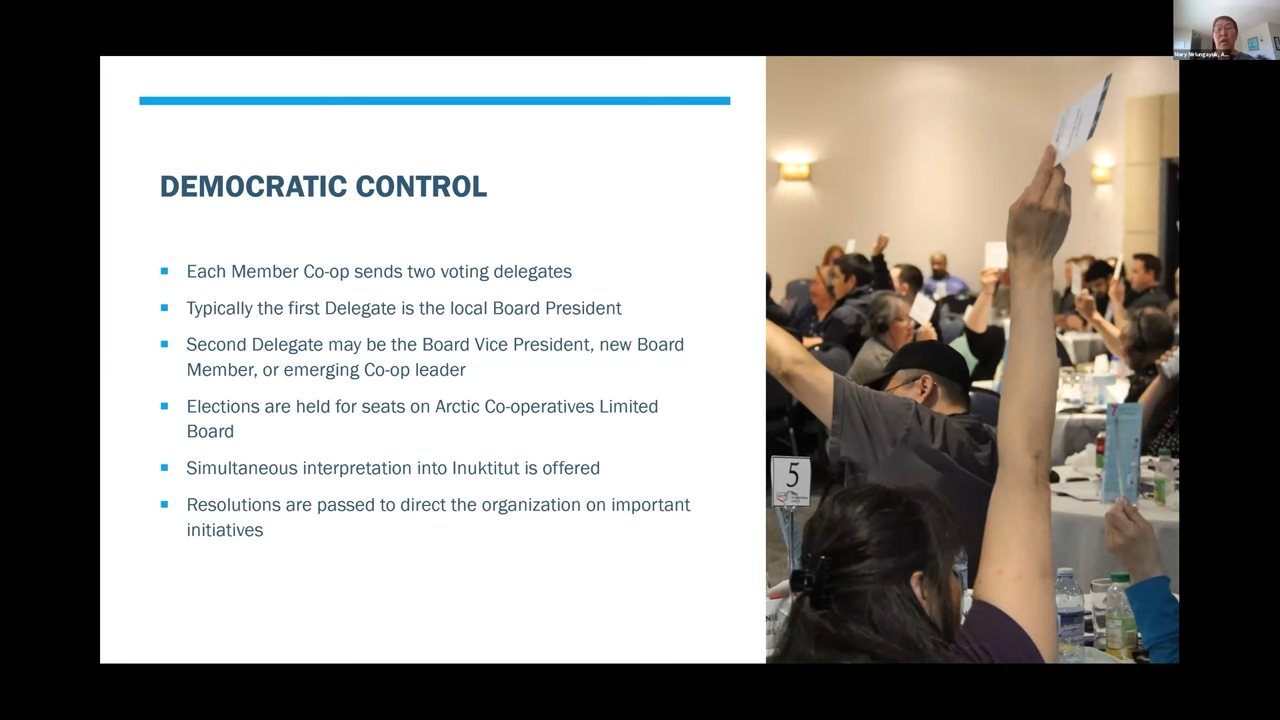 DEMOCRATIC CONTROL
Each Member Co-op sends two voting delegates
Typically the first Delegate is the local Board President
Second Delegate may be the Board Vice President, new Board
Member, or emerging Co-op leader
Elections are held for seats on Arctic Co-operatives Limited
Board
Simultaneous interpretation into Inuktitut is offered
Resolutions are passed to direct the organization on important
initiatives
5
7